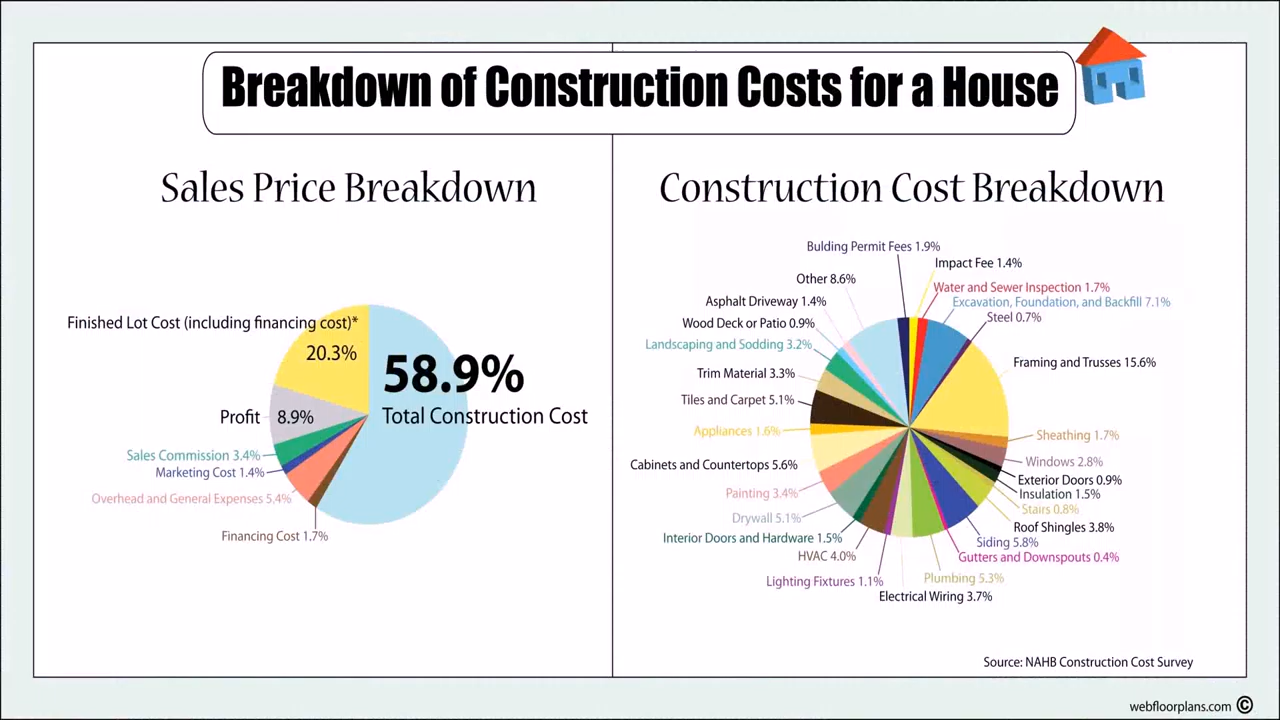 Breakdown of Construction Costs for a House
Sales Price Breakdown
Finished Lot Cost (including financing cost)*
20.3%
58.9%
Total Construction Cost
Profit 8.9%
Sales Commission 3.4%
Marketing Cost 1.4%
Overhead and General Expenses 5.4%
Financing Cost 1.7%
Construction Cost Breakdown
Bulding Permit Fees 1.9%
Impact Fee 1.4%
Water and Sewer Inspection 1.7%
Excavation, Foundation, and Backfill 7.1%
Steel 0.7%
Framing and Trusses 15.6%
Sheathing 1.7%
Windows 2.8%
Exterior Doors 0.9%
Insulation 1.5%
Stairs 0.8%
Roof Shingles 3.8%
Siding 5.8%
Gutters and Downspouts 0.4%
Plumbing 5.3%
Electrical Wiring 3.7%
Lighting Fixtures 1.1%
HVAC 4.0%
Interior Doors and Hardware 1.5%
Drywall 5.1%
Painting 3.4%
Cabinets and Countertops 5.6%
Appliances 1.6%
Tiles and Carpet 5.1%
Trim Material 3.3%
Landscaping and Sodding 3.2%
Wood Deck or Patio 0.9%
Asphalt Driveway 1.4%
Other 8.6%
Source: NAHB Construction Cost Survey
webfloorplans.com ©